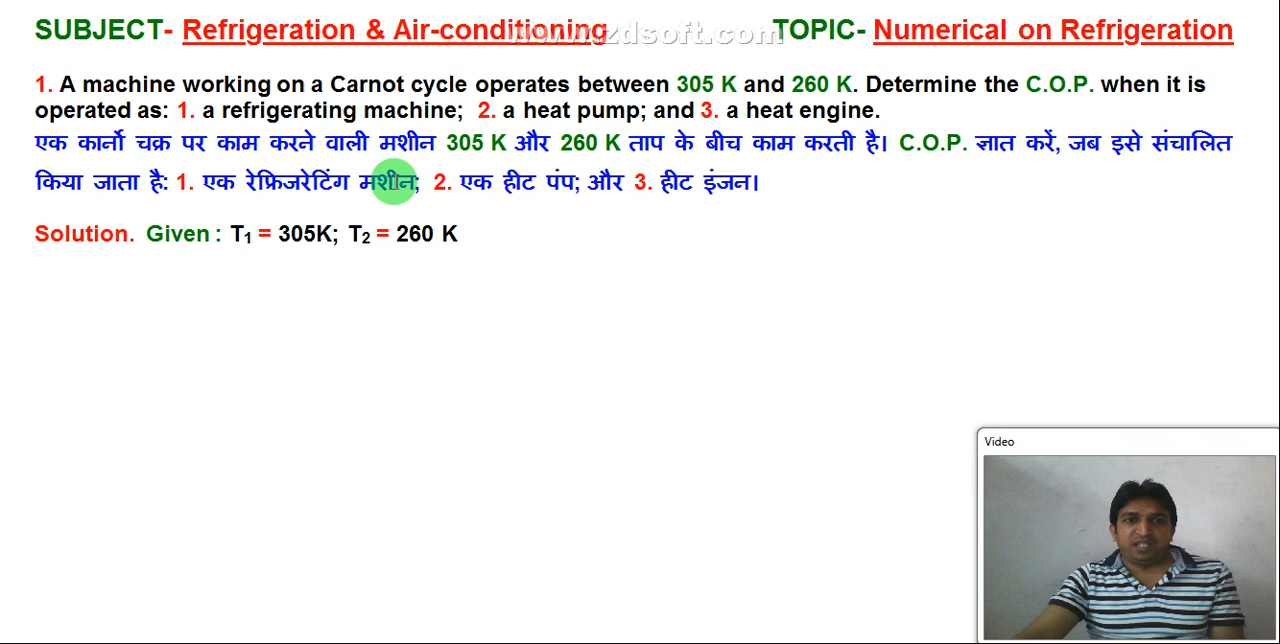 SUBJECT- Refrigeration & Air-conditioning TOPIC- Numerical on Refrigeration
www.zdsoft.com
1. A machine working on a Carnot cycle operates between 305 K and 260 K. Determine the C.O.P. when it is
operated as: 1. a refrigerating machine; 2. a heat pump; and 3. a heat engine.
एक कार्नो चक्र पर काम करने वाली मशीन 305 K और 260 K ताप के बीच काम करती है। C.O.P. ज्ञात करें, जब इसे संचालित
किया जाता है: 1. एक रेफ्रिजरेटिंग मशीन; 2. एक हीट पंप; और 3. हीट इंजन।
Solution. Given : T₁ = 305K; T₂ = 260 K
Video